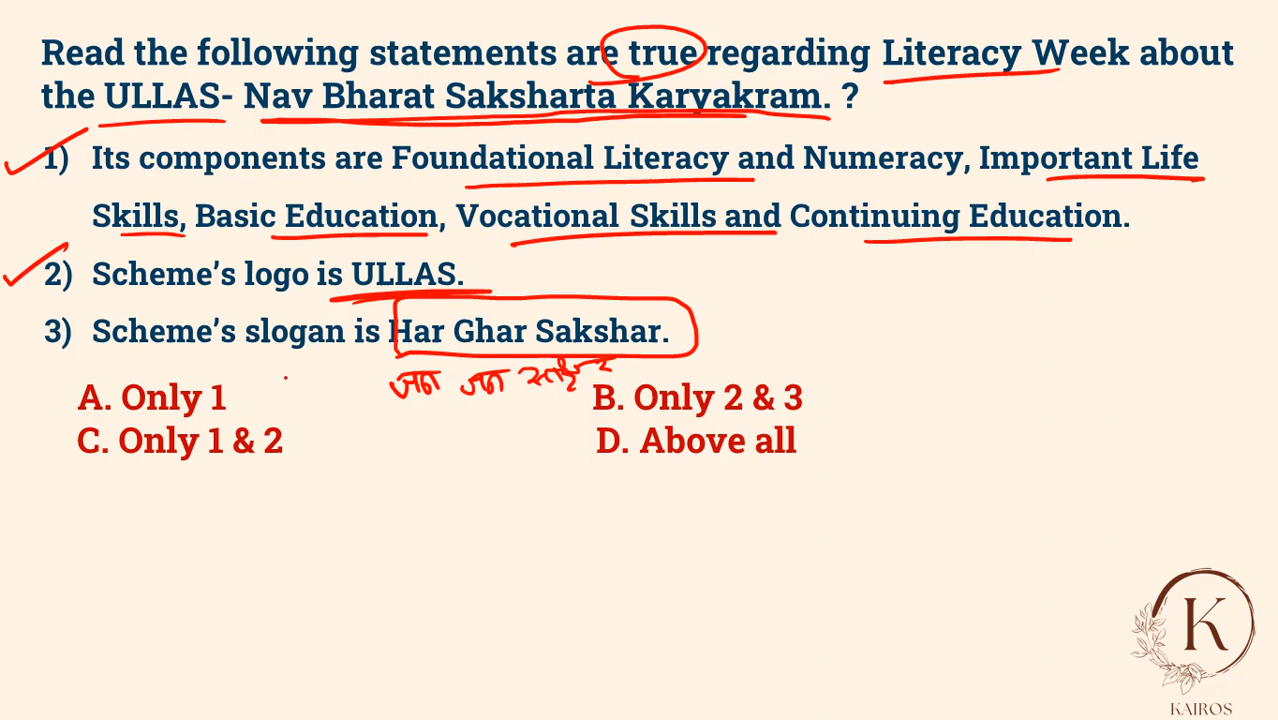 Read the following statements are true regarding Literacy Week about
the ULLAS- Nav Bharat Saksharta Karyakram. ?
1) Its components are Foundational Literacy and Numeracy, Important Life
Skills, Basic Education, Vocational Skills and Continuing Education.
2) Scheme's logo is ULLAS.
3) Scheme's slogan is Har Ghar Sakshar.
जन जन साक्षर
A. Only 1
B. Only 2 & 3
C. Only 1 & 2
D. Above all
K
KAIROS